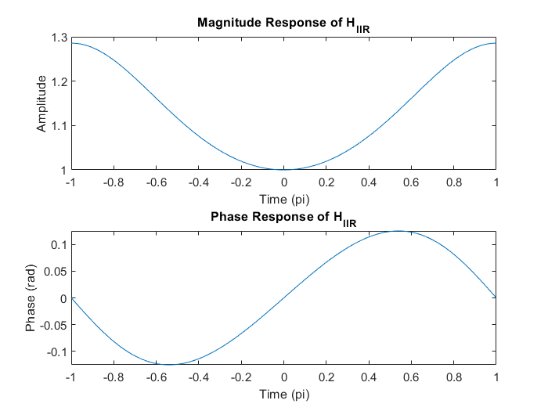 Magnitude Response of H_IIR
1.3
1.2
1.1
1
Amplitude
-1 -0.8 -0.6 -0.4 -0.2 0 0.2 0.4 0.6 0.8 1
Time (pi)
Phase Response of H_IIR
0.1
0.05
0
-0.05
-0.1
Phase (rad)
-1 -0.8 -0.6 -0.4 -0.2 0 0.2 0.4 0.6 0.8 1
Time (pi)